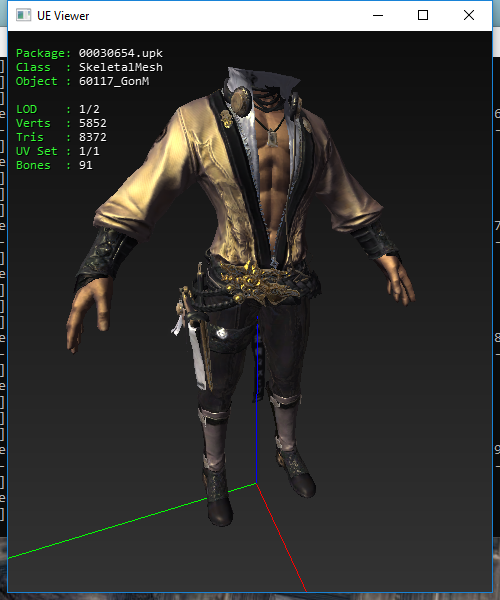 UE Viewer
Package: 00030654.upk
Class  : SkeletalMesh
Object : 60117_GonM
LOD    : 1/2
Verts  : 5852
Tris   : 8372
UV Set : 1/1
Bones  : 91